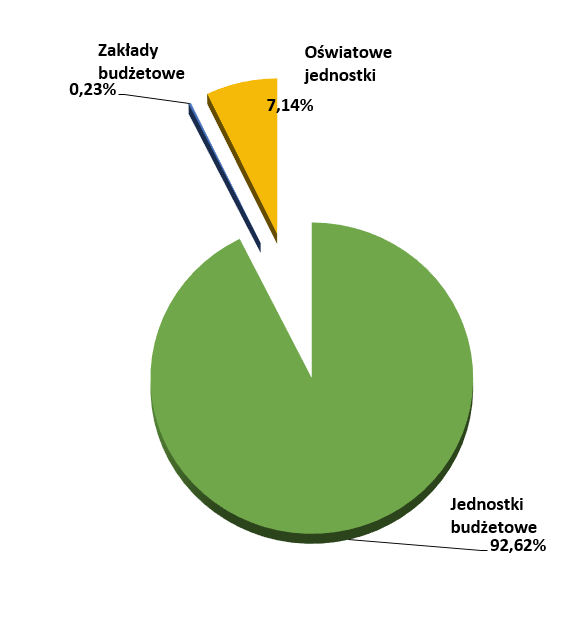 Zakłady
budżetowe
0,23%
Oświatowe
jednostki
7,14%
Jednostki
budżetowe
92,62%